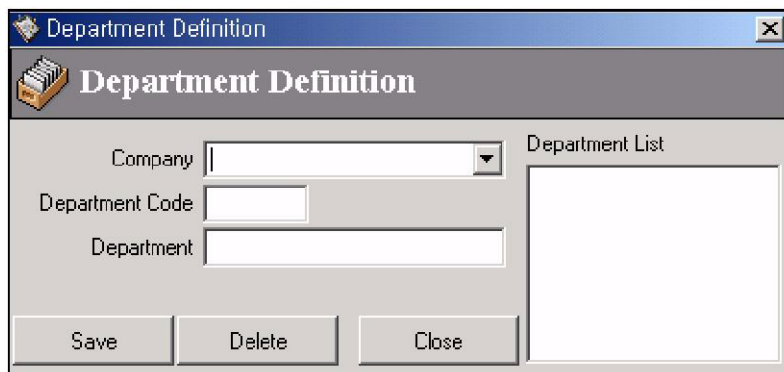 Department Definition
Department Definition
Company
Department Code
Department
Department List
Save
Delete
Close